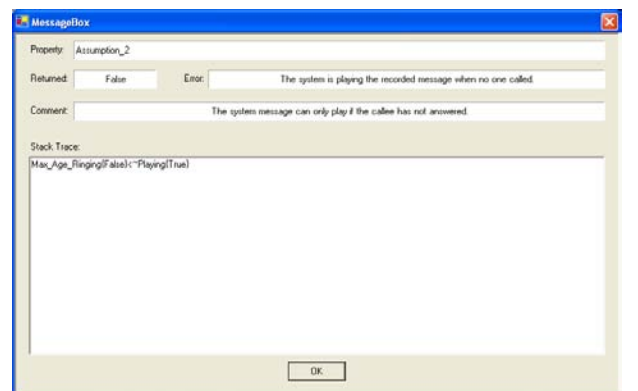 MessageBox
Property: Assumption_2
Returned: False Error: The system is playing the recorded message when no one called.
Comment: The system message can only play if the callee has not answered.
Stack Trace:
Max_Age_Ringing(False)<~Playing(True)
OK